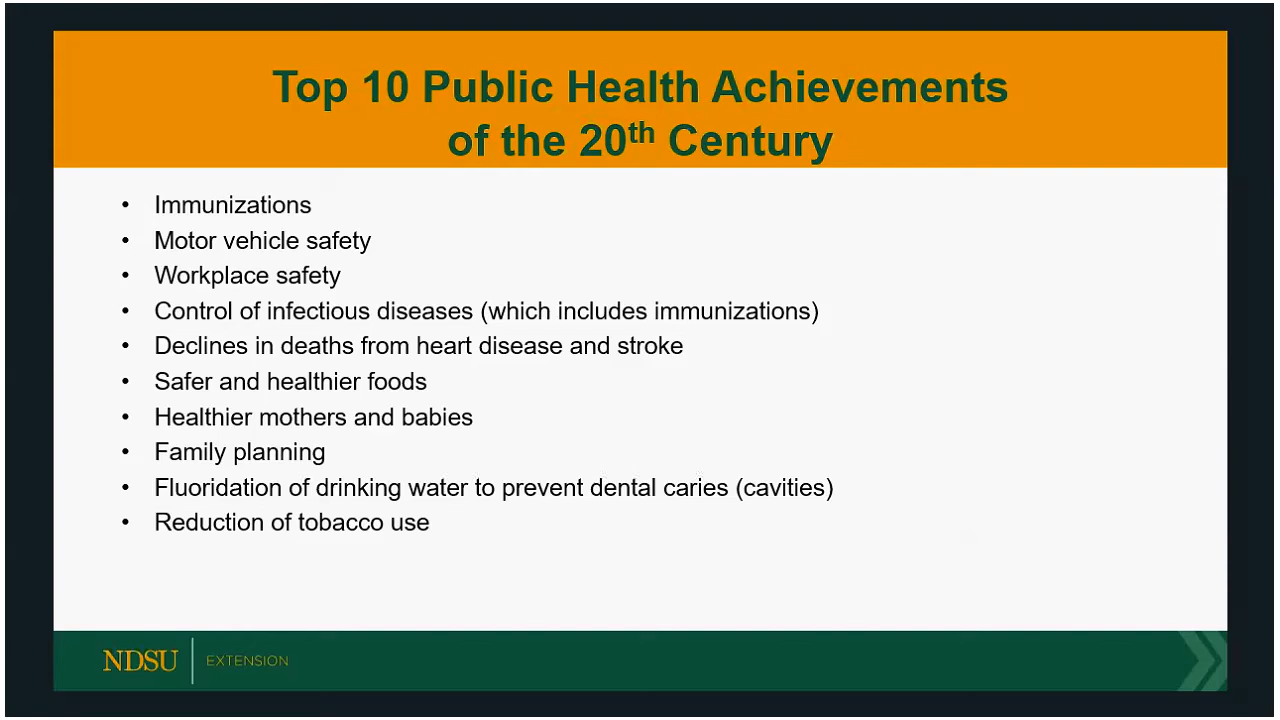 Top 10 Public Health Achievements
of the 20th Century
• Immunizations
• Motor vehicle safety
• Workplace safety
• Control of infectious diseases (which includes immunizations)
• Declines in deaths from heart disease and stroke
• Safer and healthier foods
• Healthier mothers and babies
• Family planning
• Fluoridation of drinking water to prevent dental caries (cavities)
• Reduction of tobacco use
NDSU EXTENSION